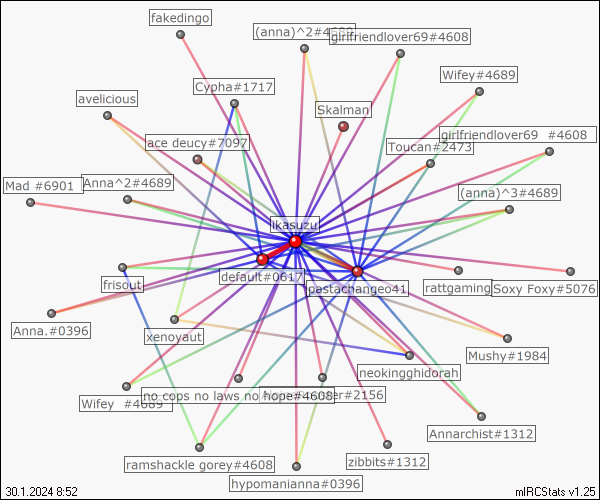 fakedingo
(anna)^2#4689
girlfriendlover69#4608
Wifey#4689
Cypha#1717
avelicious
Skalman
ace deucy#7097
girlfriendlover69 #4608
Toucan#2473
Mad #6901
Anna^2#4689
(anna)^3#4689
ikasuzu
default#0617
pastachangeo41
rattgaming
Soxy Foxy#5076
frisout
Anna.#0396
xenoyaut
Mushy#1984
neokingghidorah
Wifey #4689
no cops no laws no hope#4608
#2156
Annarchist#1312
ramshackle gorey#4608
zibbits#1312
hypomanianna#0396
30.1.2024 8:52
mIRCStats v1.25